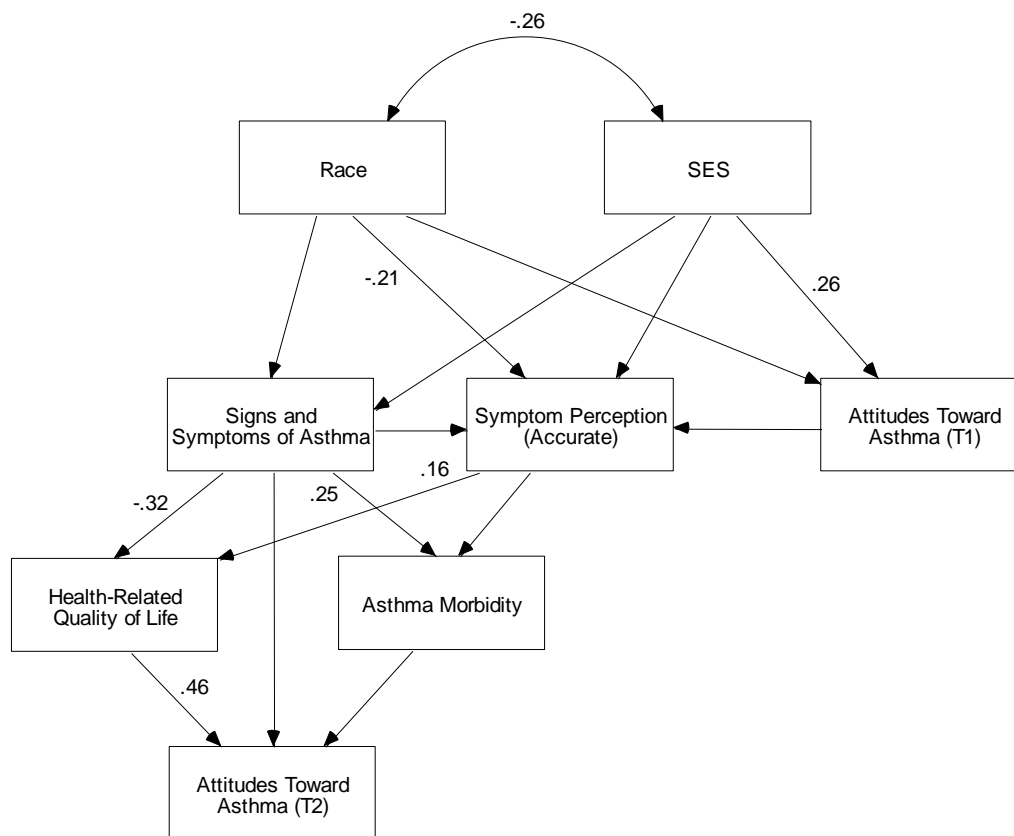 -.26
Race
SES
-.21
.26
Signs and
Symptoms of Asthma
Symptom Perception
(Accurate)
Attitudes Toward
Asthma (T1)
-.32
.25
.16
Health-Related
Quality of Life
Asthma Morbidity
.46
Attitudes Toward
Asthma (T2)